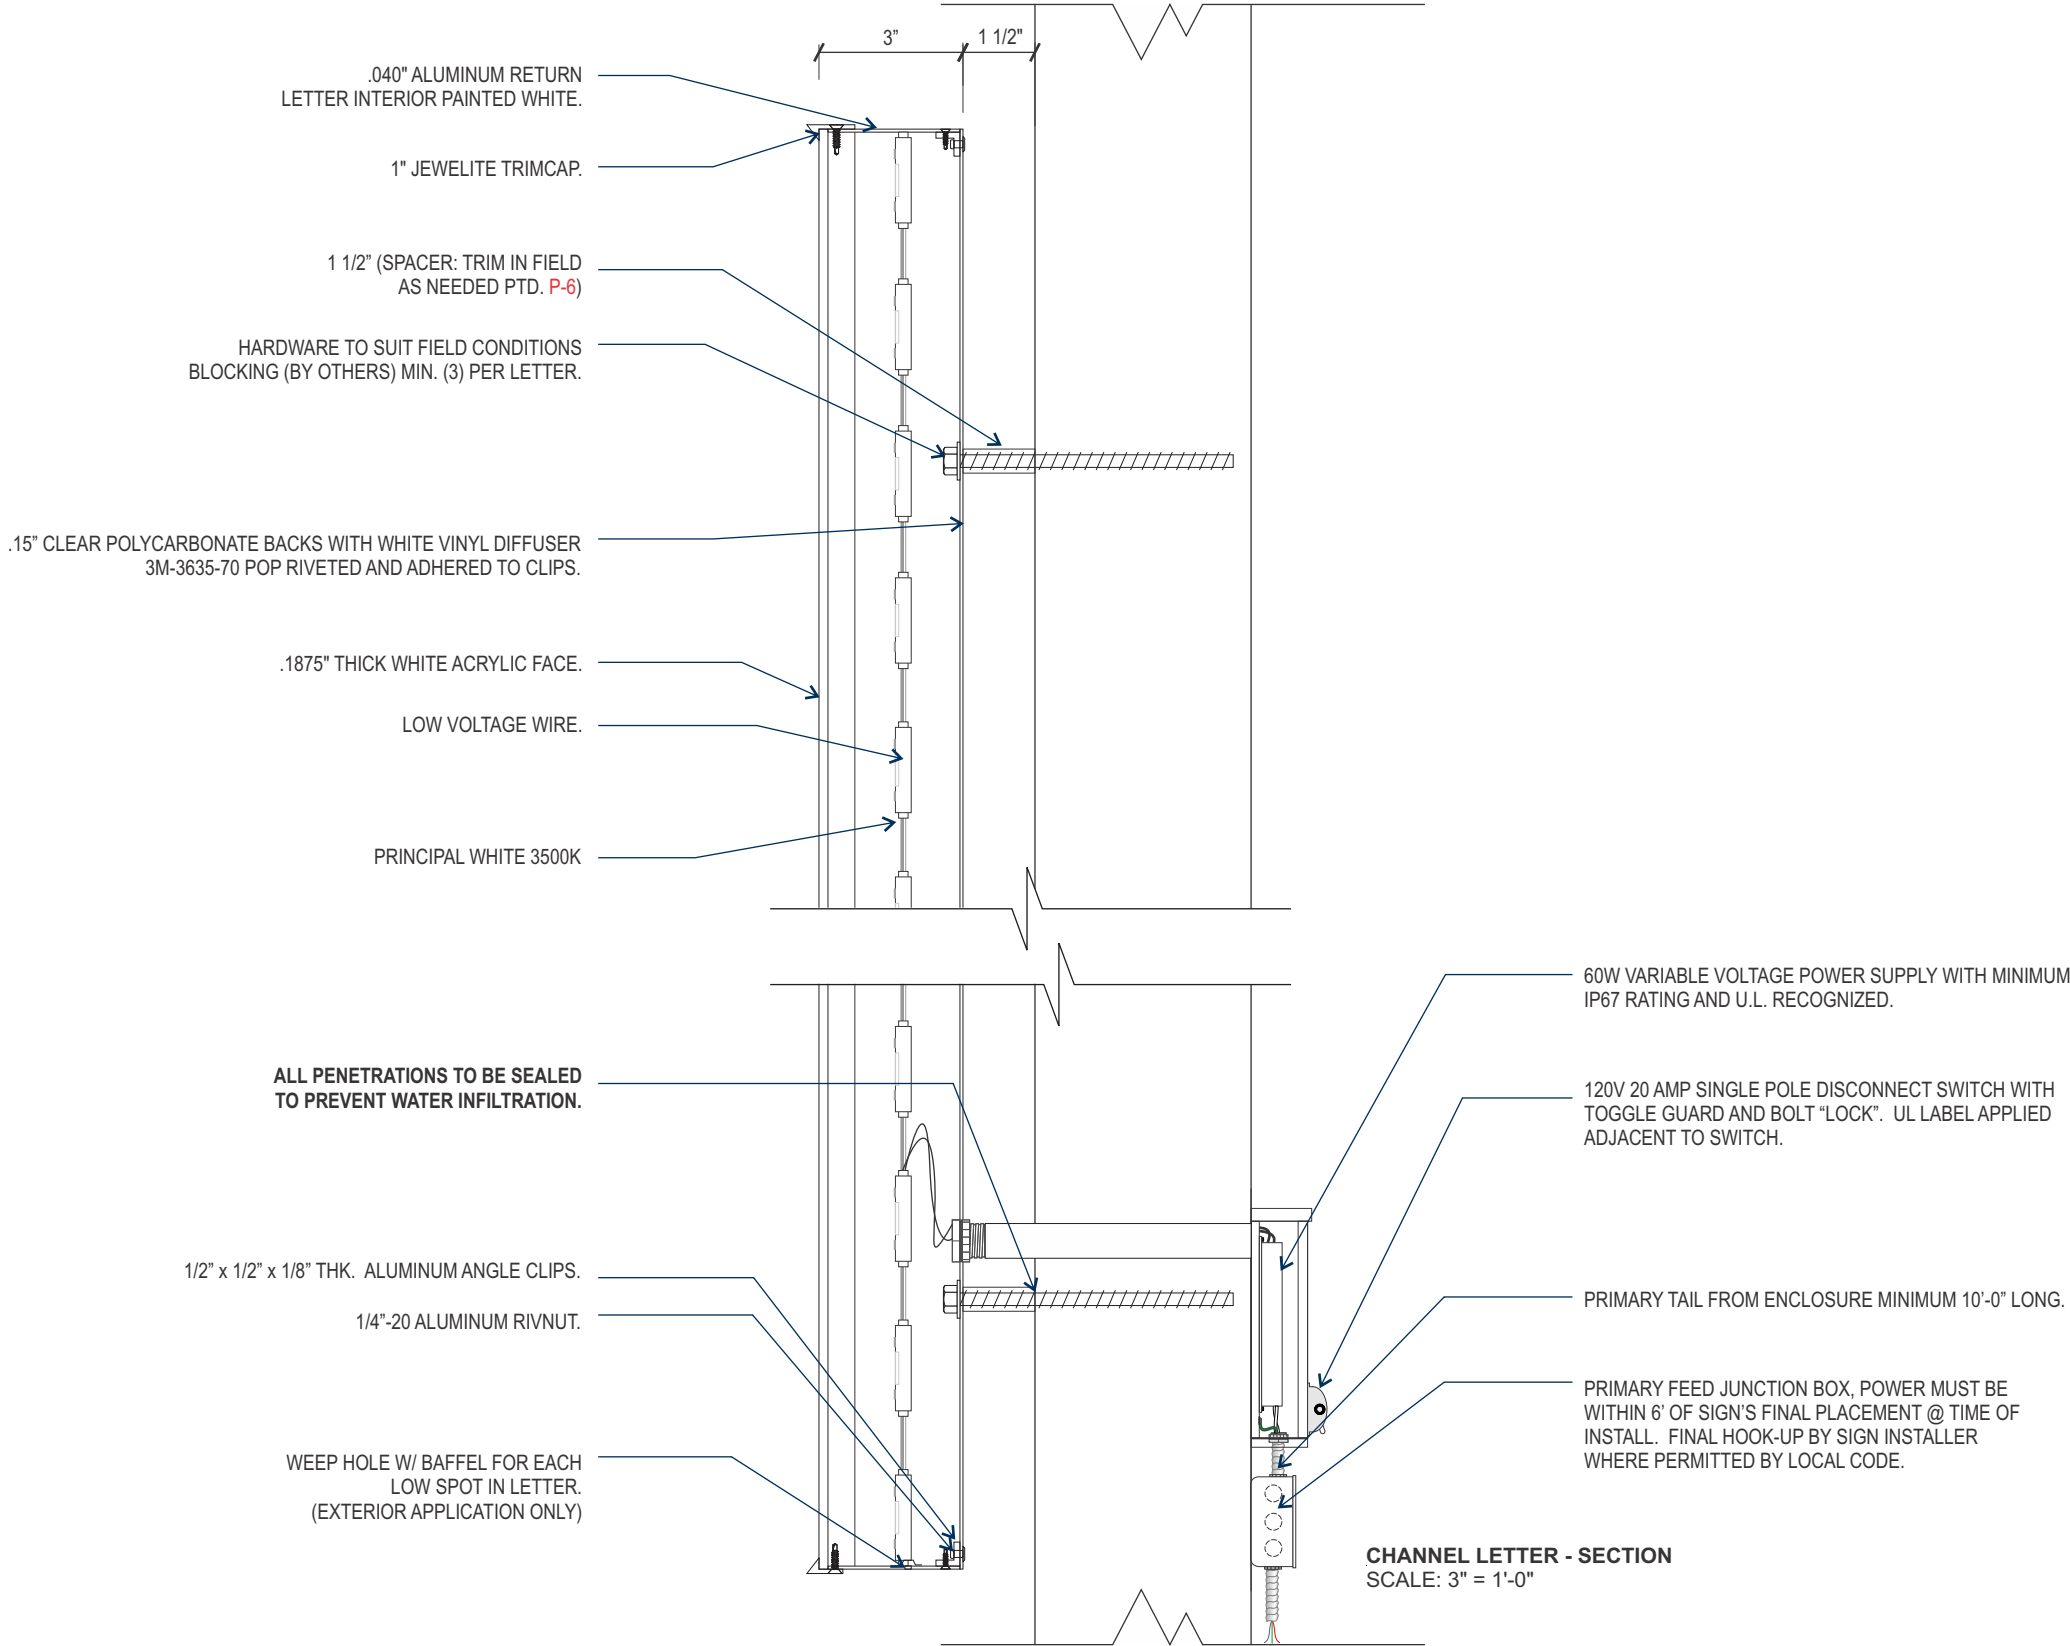 3”
1 1/2"
.040" ALUMINUM RETURN
LETTER INTERIOR PAINTED WHITE.
1" JEWELITE TRIMCAP.
1 1/2” (SPACER: TRIM IN FIELD
AS NEEDED PTD. P-6)
HARDWARE TO SUIT FIELD CONDITIONS
BLOCKING (BY OTHERS) MIN. (3) PER LETTER.
.15” CLEAR POLYCARBONATE BACKS WITH WHITE VINYL DIFFUSER
3M-3635-70 POP RIVETED AND ADHERED TO CLIPS.
.1875" THICK WHITE ACRYLIC FACE.
LOW VOLTAGE WIRE.
PRINCIPAL WHITE 3500K
ALL PENETRATIONS TO BE SEALED
TO PREVENT WATER INFILTRATION.
1/2” x 1/2” x 1/8” THK. ALUMINUM ANGLE CLIPS.
1/4”-20 ALUMINUM RIVNUT.
WEEP HOLE W/ BAFFEL FOR EACH
LOW SPOT IN LETTER.
(EXTERIOR APPLICATION ONLY)
60W VARIABLE VOLTAGE POWER SUPPLY WITH MINIMUM
IP67 RATING AND U.L. RECOGNIZED.
120V 20 AMP SINGLE POLE DISCONNECT SWITCH WITH
TOGGLE GUARD AND BOLT “LOCK”. UL LABEL APPLIED
ADJACENT TO SWITCH.
PRIMARY TAIL FROM ENCLOSURE MINIMUM 10’-0” LONG.
PRIMARY FEED JUNCTION BOX, POWER MUST BE
WITHIN 6’ OF SIGN’S FINAL PLACEMENT @ TIME OF
INSTALL. FINAL HOOK-UP BY SIGN INSTALLER
WHERE PERMITTED BY LOCAL CODE.
CHANNEL LETTER - SECTION
SCALE: 3" = 1'-0"